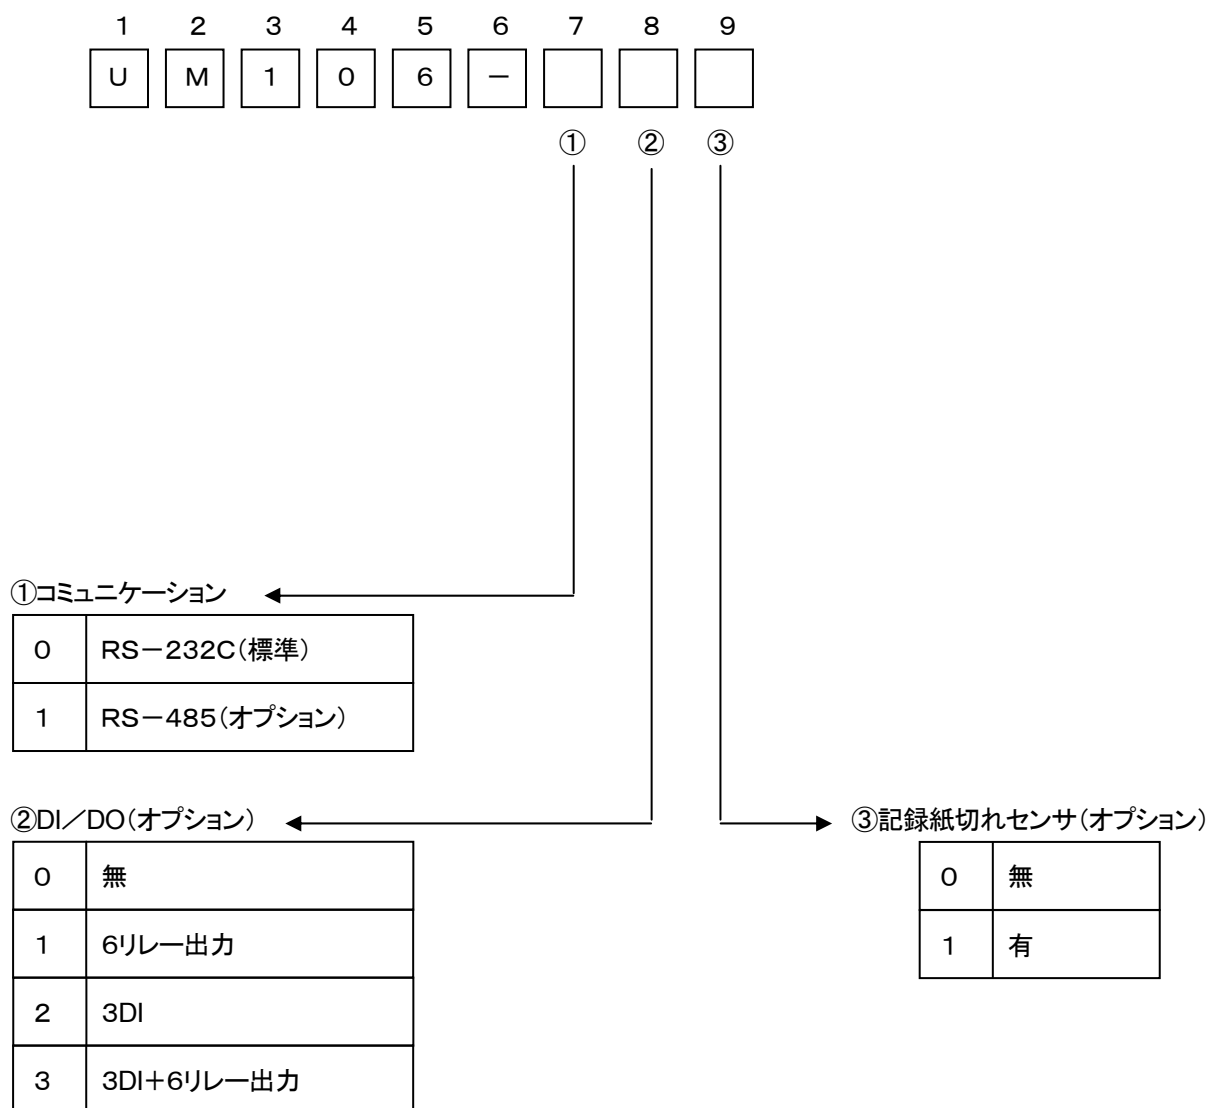 1 2 3 4 5 6 7 8 9
U M 1 0 6 －
① ② ③
①コミュニケーション
0 RS－232C（標準）
1 RS－485（オプション）
②DI／DO（オプション）
0 無
1 6リレー出力
2 3DI
3 3DI＋6リレー出力
③記録紙切れセンサ（オプション）
0 無
1 有